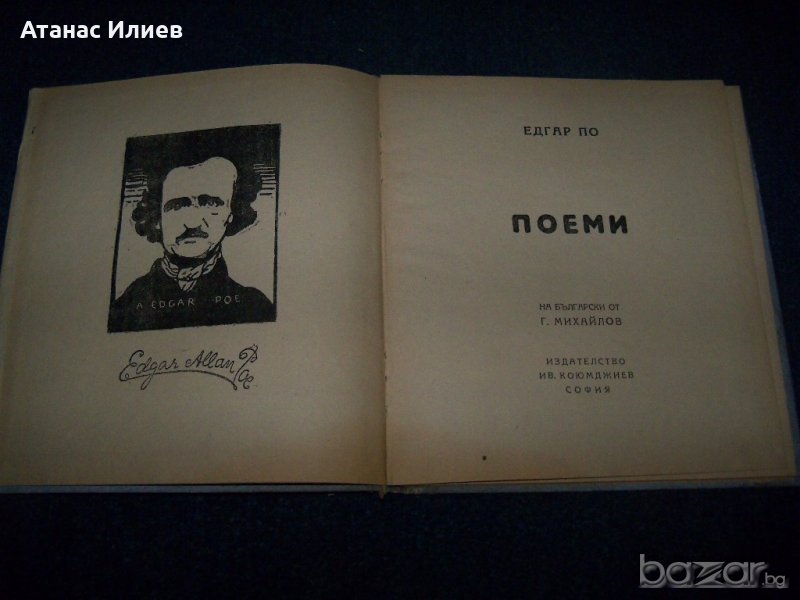 Атанас Илиев
A EDGAR POE
Edgar Allan Poe
ЕДГАР ПО
ПОЕМИ
НА БЪЛГАРСКИ ОТ
Г. МИХАЙЛОВ
ИЗДАТЕЛСТВО
ИВ. КОЮМДЖИЕВ
СОФИЯ
bazar.bg